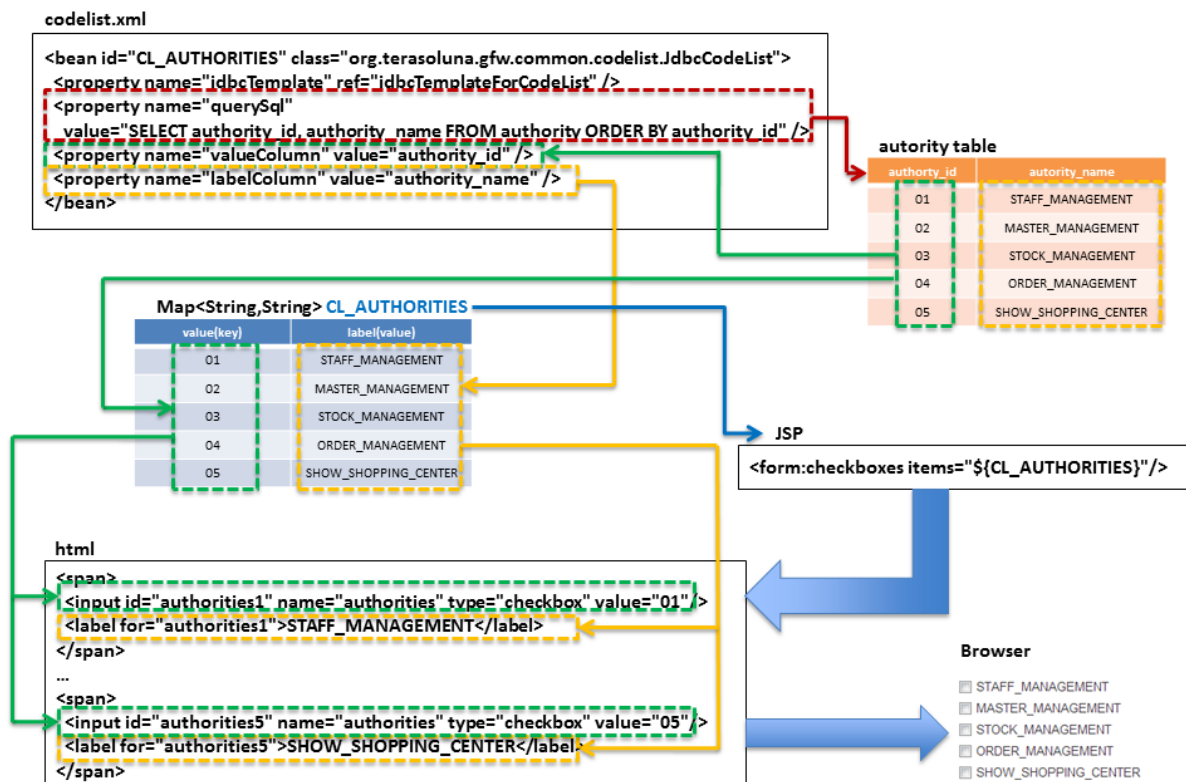 codelist.xml
<bean id="CL_AUTHORITIES" class="org.terasoluna.gfw.common.codelist.JdbcCodeList">
<property name="jdbcTemplate" ref="jdbcTemplateForCodeList" />
<property name="querySql"
value="SELECT authority_id, authority_name FROM authority ORDER BY authority_id" />
<property name="valueColumn" value="authority_id" />
<property name="labelColumn" value="authority_name" />
</bean>
autority table
authorty_id autority_name
01 STAFF_MANAGEMENT
02 MASTER_MANAGEMENT
03 STOCK_MANAGEMENT
04 ORDER_MANAGEMENT
05 SHOW_SHOPPING_CENTER
Map<String,String> CL_AUTHORITIES
value(key) label(value)
01 STAFF_MANAGEMENT
02 MASTER_MANAGEMENT
03 STOCK_MANAGEMENT
04 ORDER_MANAGEMENT
05 SHOW_SHOPPING_CENTER
JSP
<form:checkboxes items="${CL_AUTHORITIES}"/>
html
<span>
<input id="authorities1" name="authorities" type="checkbox" value="01"/>
<label for="authorities1">STAFF_MANAGEMENT</label>
</span>
...
<span>
<input id="authorities5" name="authorities" type="checkbox" value="05"/>
<label for="authorities5">SHOW_SHOPPING_CENTER</label>
</span>
Browser
STAFF_MANAGEMENT
MASTER_MANAGEMENT
STOCK_MANAGEMENT
ORDER_MANAGEMENT
SHOW_SHOPPING_CENTER